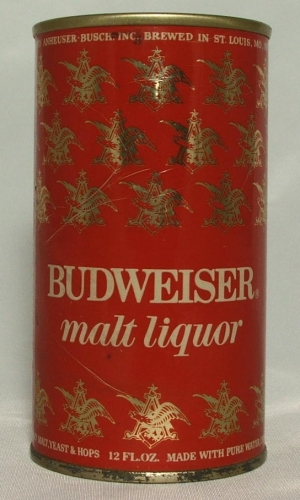 ANHEUSER-BUSCH, INC., BREWED IN ST. LOUIS, MO.
BUDWEISER®
malt liquor
MALT, YEAST & HOPS 12 FL. OZ. MADE WITH PURE WATER,